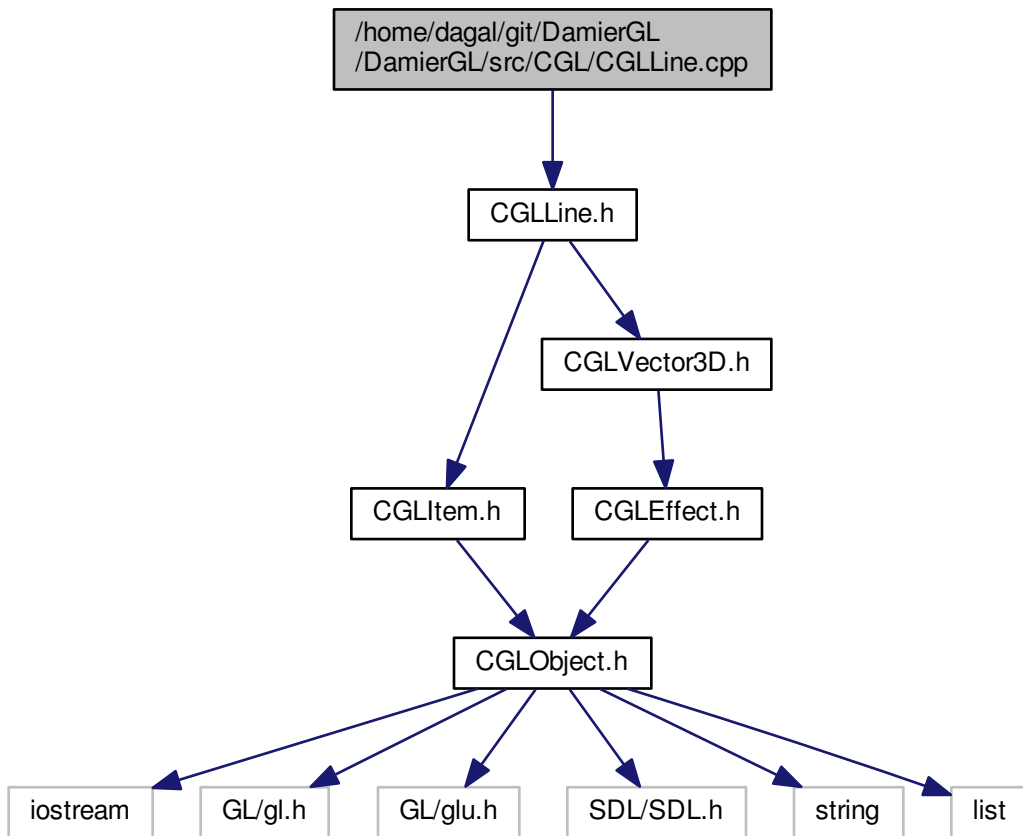 /home/dagal/git/DamierGL
/DamierGL/src/CGL/CGLLine.cpp
CGLLine.h
CGLVector3D.h
CGLItem.h
CGLEffect.h
CGLObject.h
iostream
GL/gl.h
GL/glu.h
SDL/SDL.h
string
list